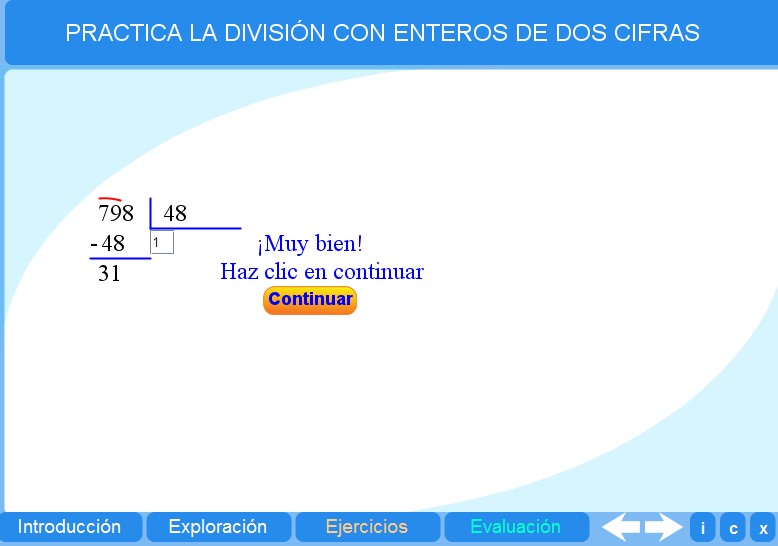 PRACTICA LA DIVISIÓN CON ENTEROS DE DOS CIFRAS
798 48
-48 1
31
¡Muy bien!
Haz clic en continuar
Continuar
Introducción Exploración Ejercicios Evaluación i c x